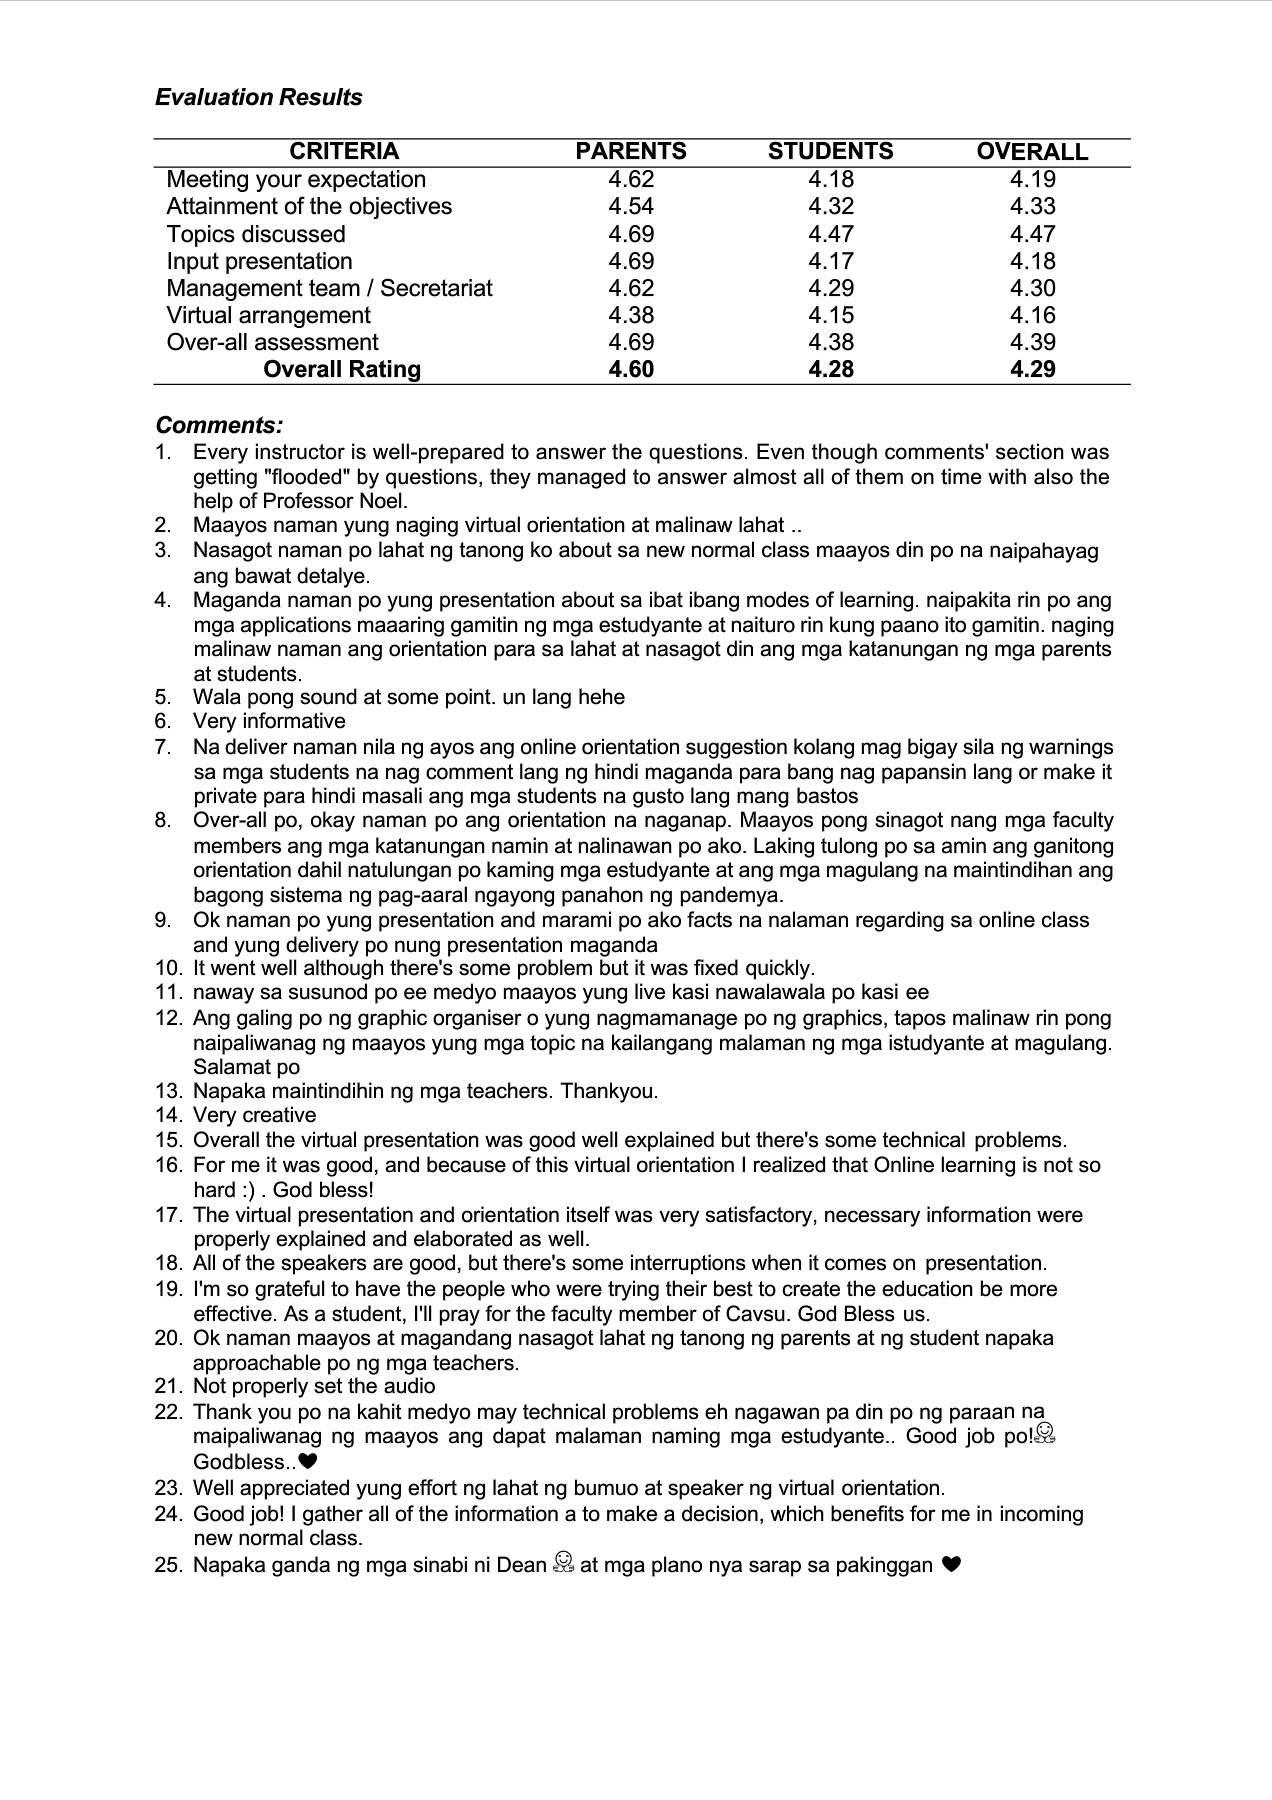 Evaluation Results
CRITERIA PARENTS STUDENTS OVERALL
Meeting your expectation 4.62 4.18 4.19
Attainment of the objectives 4.54 4.32 4.33
Topics discussed 4.69 4.47 4.47
Input presentation 4.69 4.17 4.18
Management team / Secretariat 4.62 4.29 4.30
Virtual arrangement 4.38 4.15 4.16
Over-all assessment 4.69 4.38 4.39
Overall Rating 4.60 4.28 4.29
Comments:
1. Every instructor is well-prepared to answer the questions. Even though comments' section was
getting "flooded" by questions, they managed to answer almost all of them on time with also the
help of Professor Noel.
2. Maayos naman yung naging virtual orientation at malinaw lahat ..
3. Nasagot naman po lahat ng tanong ko about sa new normal class maayos din po na naipahayag
ang bawat detalye.
4. Maganda naman po yung presentation about sa ibat ibang modes of learning. naipakita rin po ang
mga applications maaaring gamitin ng mga estudyante at naituro rin kung paano ito gamitin. naging
malinaw naman ang orientation para sa lahat at nasagot din ang mga katanungan ng mga parents
at students.
5. Wala pong sound at some point. un lang hehe
6. Very informative
7. Na deliver naman nila ng ayos ang online orientation suggestion kolang mag bigay sila ng warnings
sa mga students na nag comment lang ng hindi maganda para bang nag papansin lang or make it
private para hindi masali ang mga students na gusto lang mang bastos
8. Over-all po, okay naman po ang orientation na naganap. Maayos pong sinagot nang mga faculty
members ang mga katanungan namin at nalinawan po ako. Laking tulong po sa amin ang ganitong
orientation dahil natulungan po kaming mga estudyante at ang mga magulang na maintindihan ang
bagong sistema ng pag-aaral ngayong panahon ng pandemya.
9. Ok naman po yung presentation and marami po ako facts na nalaman regarding sa online class
and yung delivery po nung presentation maganda
10. It went well although there's some problem but it was fixed quickly.
11. naway sa susunod po ee medyo maayos yung live kasi nawalawala po kasi ee
12. Ang galing po ng graphic organiser o yung nagmamanage po ng graphics, tapos malinaw rin pong
naipaliwanag ng maayos yung mga topic na kailangang malaman ng mga istudyante at magulang.
Salamat po
13. Napaka maintindihin ng mga teachers. Thankyou.
14. Very creative
15. Overall the virtual presentation was good well explained but there's some technical problems.
16. For me it was good, and because of this virtual orientation I realized that Online learning is not so
hard :) . God bless!
17. The virtual presentation and orientation itself was very satisfactory, necessary information were
properly explained and elaborated as well.
18. All of the speakers are good, but there's some interruptions when it comes on presentation.
19. I'm so grateful to have the people who were trying their best to create the education be more
effective. As a student, I'll pray for the faculty member of Cavsu. God Bless us.
20. Ok naman maayos at magandang nasagot lahat ng tanong ng parents at ng student napaka
approachable po ng mga teachers.
21. Not properly set the audio
22. Thank you po na kahit medyo may technical problems eh nagawan pa din po ng paraan na
maipaliwanag ng maayos ang dapat malaman naming mga estudyante.. Good job po!🤗
Godbless..♥
23. Well appreciated yung effort ng lahat ng bumuo at speaker ng virtual orientation.
24. Good job! I gather all of the information a to make a decision, which benefits for me in incoming
new normal class.
25. Napaka ganda ng mga sinabi ni Dean 🤗 at mga plano nya sarap sa pakinggan ♥